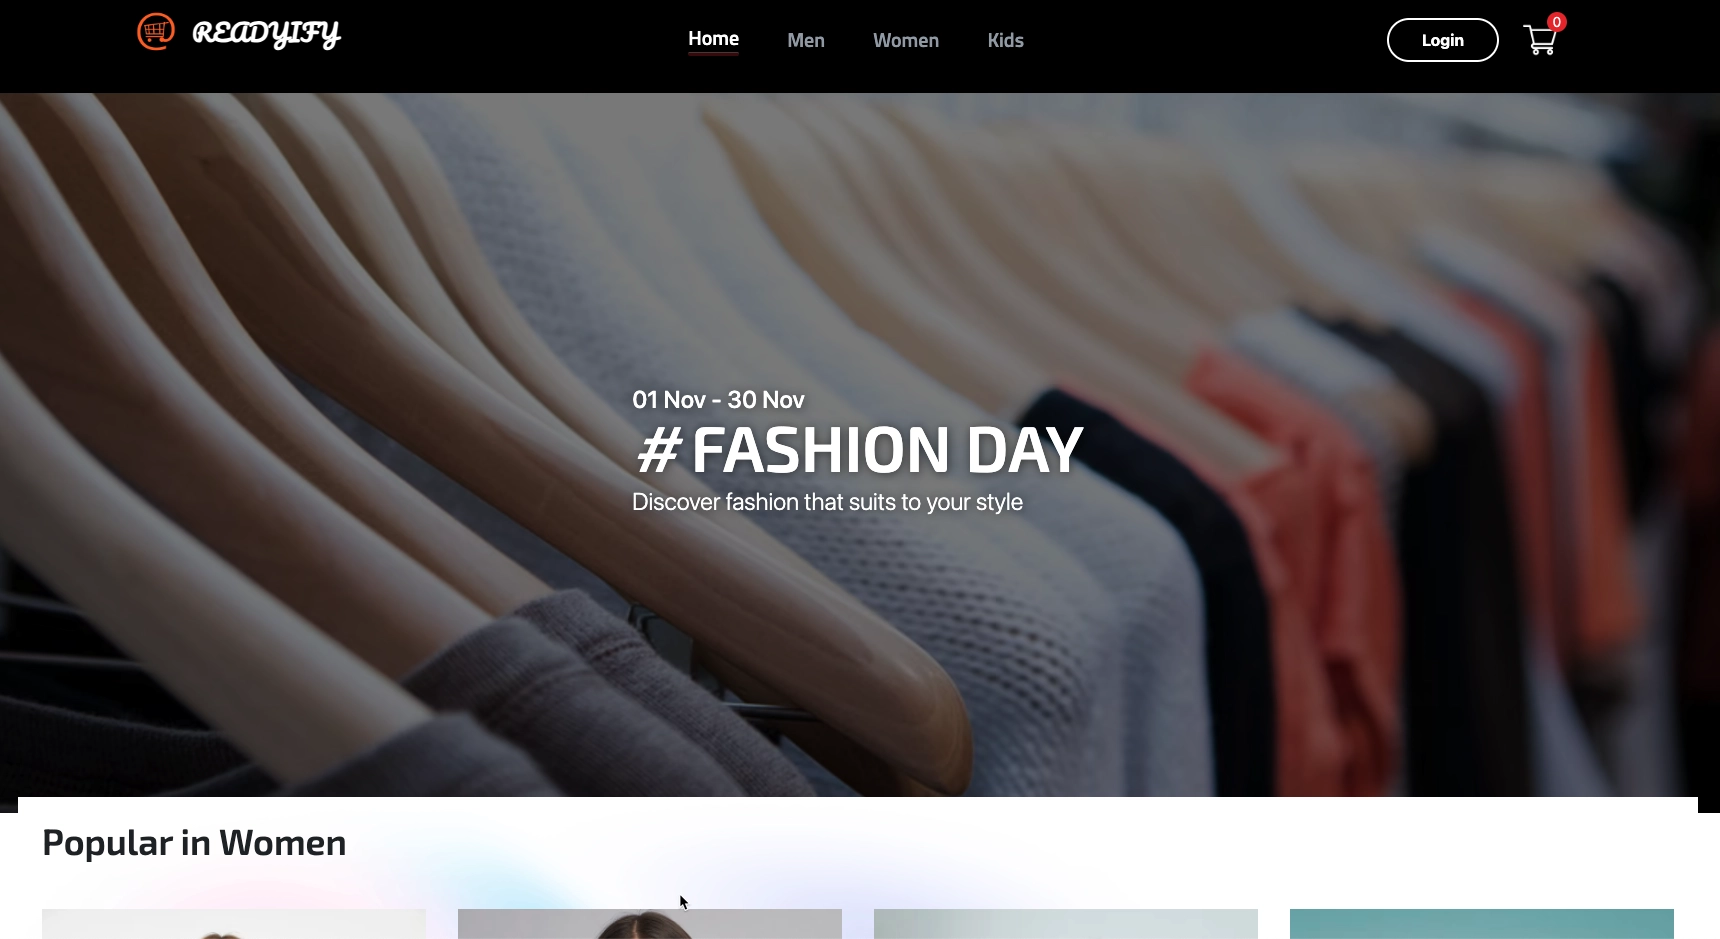 READYIFY
Home
Men
Women
Kids
Login
0
01 Nov - 30 Nov
#FASHION DAY
Discover fashion that suits to your style
Popular in Women